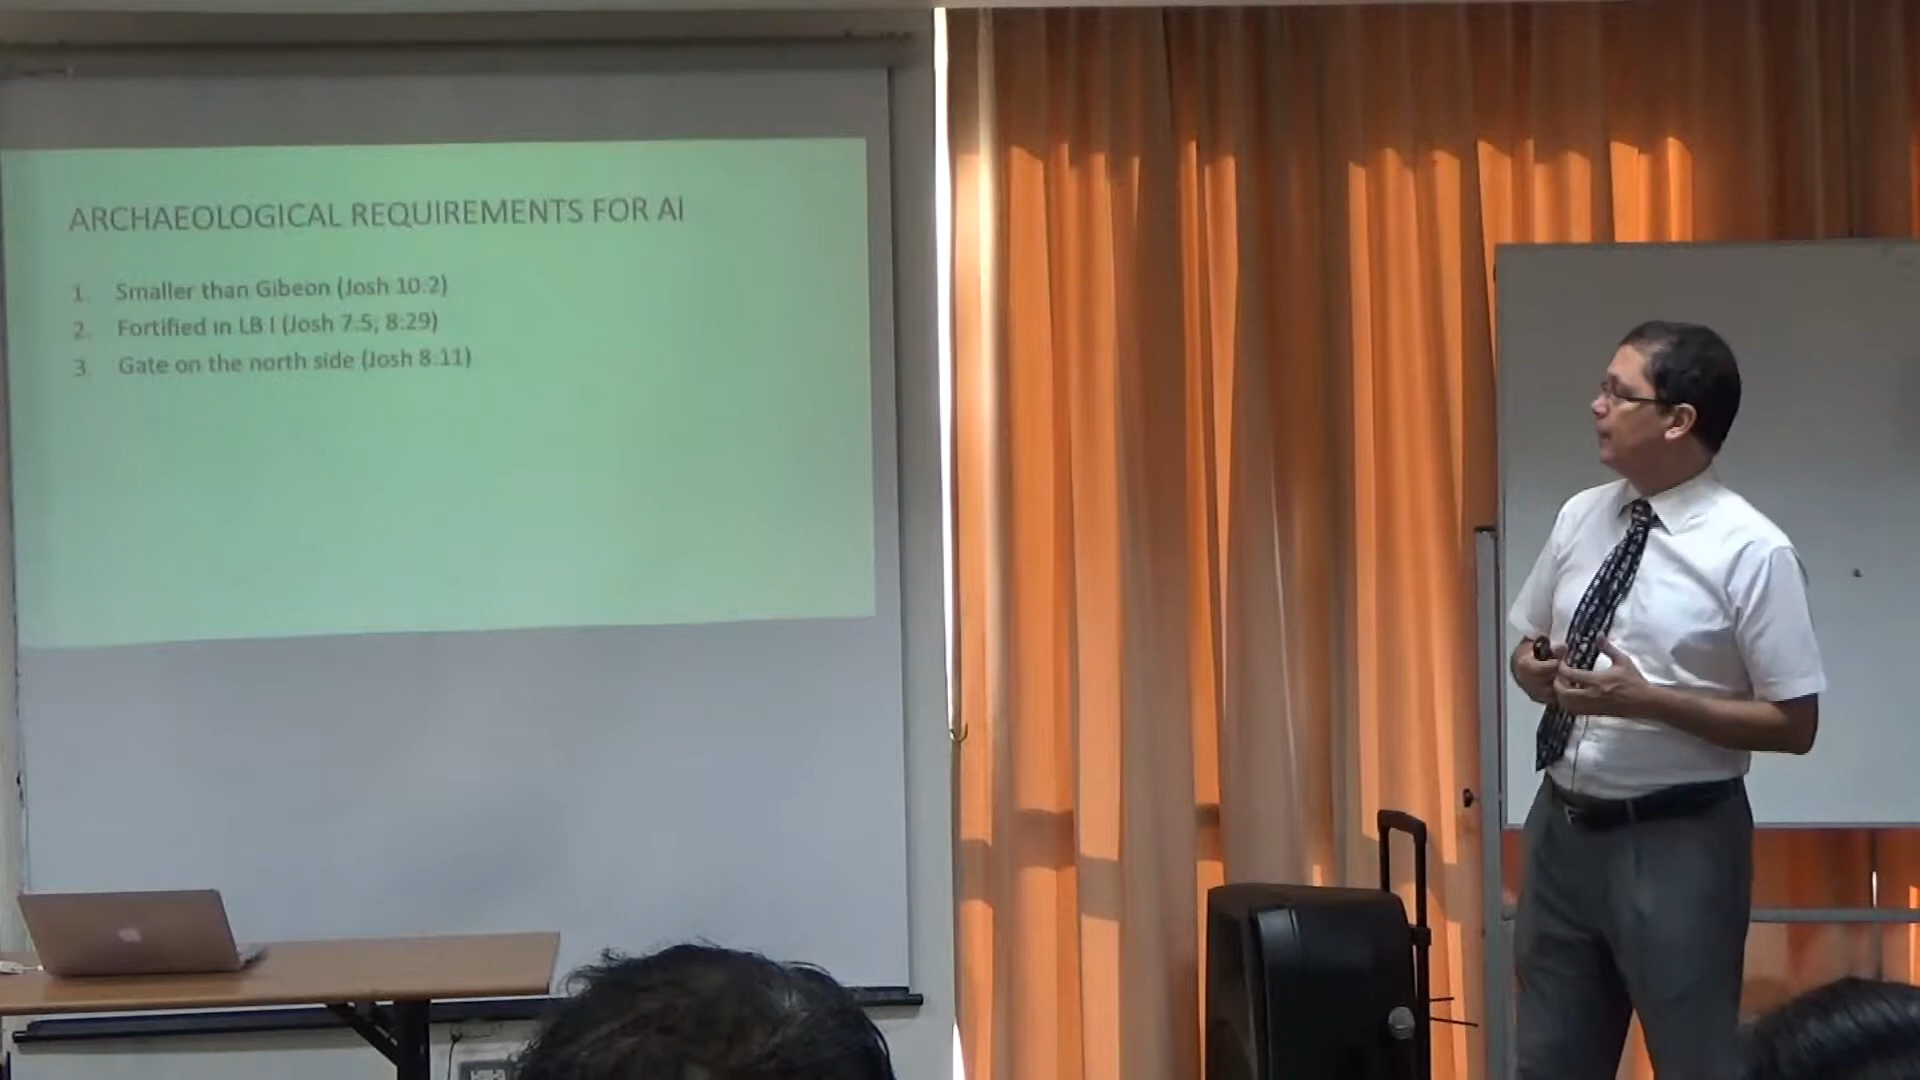 ARCHAEOLOGICAL REQUIREMENTS FOR AI
1. Smaller than Gibeon (Josh 10:2)
2. Fortified in LB I (Josh 7:5; 8:29)
3. Gate on the north side (Josh 8:11)